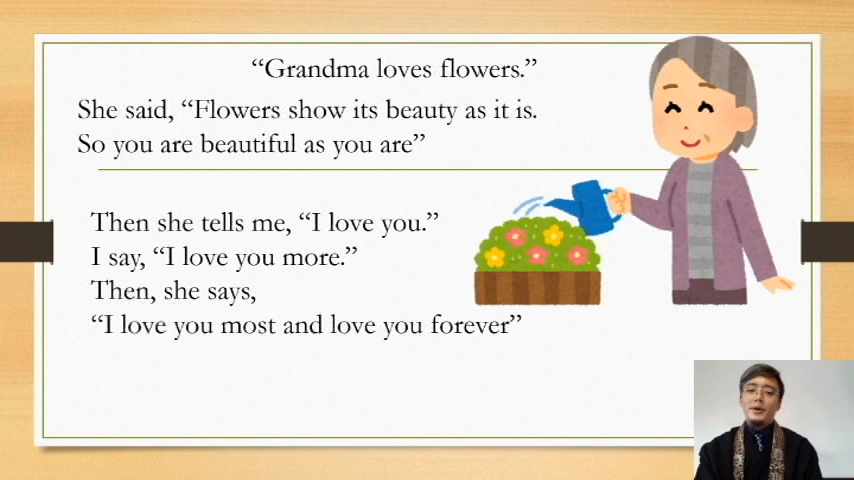 “Grandma loves flowers.”
She said, “Flowers show its beauty as it is.
So you are beautiful as you are”
Then she tells me, “I love you.”
I say, “I love you more.”
Then, she says,
“I love you most and love you forever”